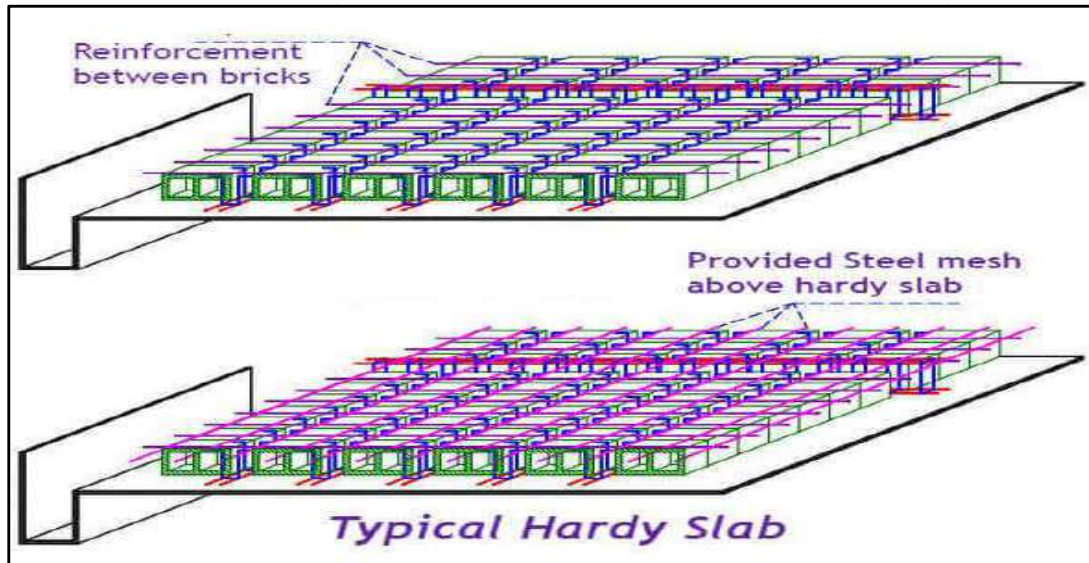 Reinforcement
between bricks
Provided Steel mesh
above hardy slab
Typical Hardy Slab